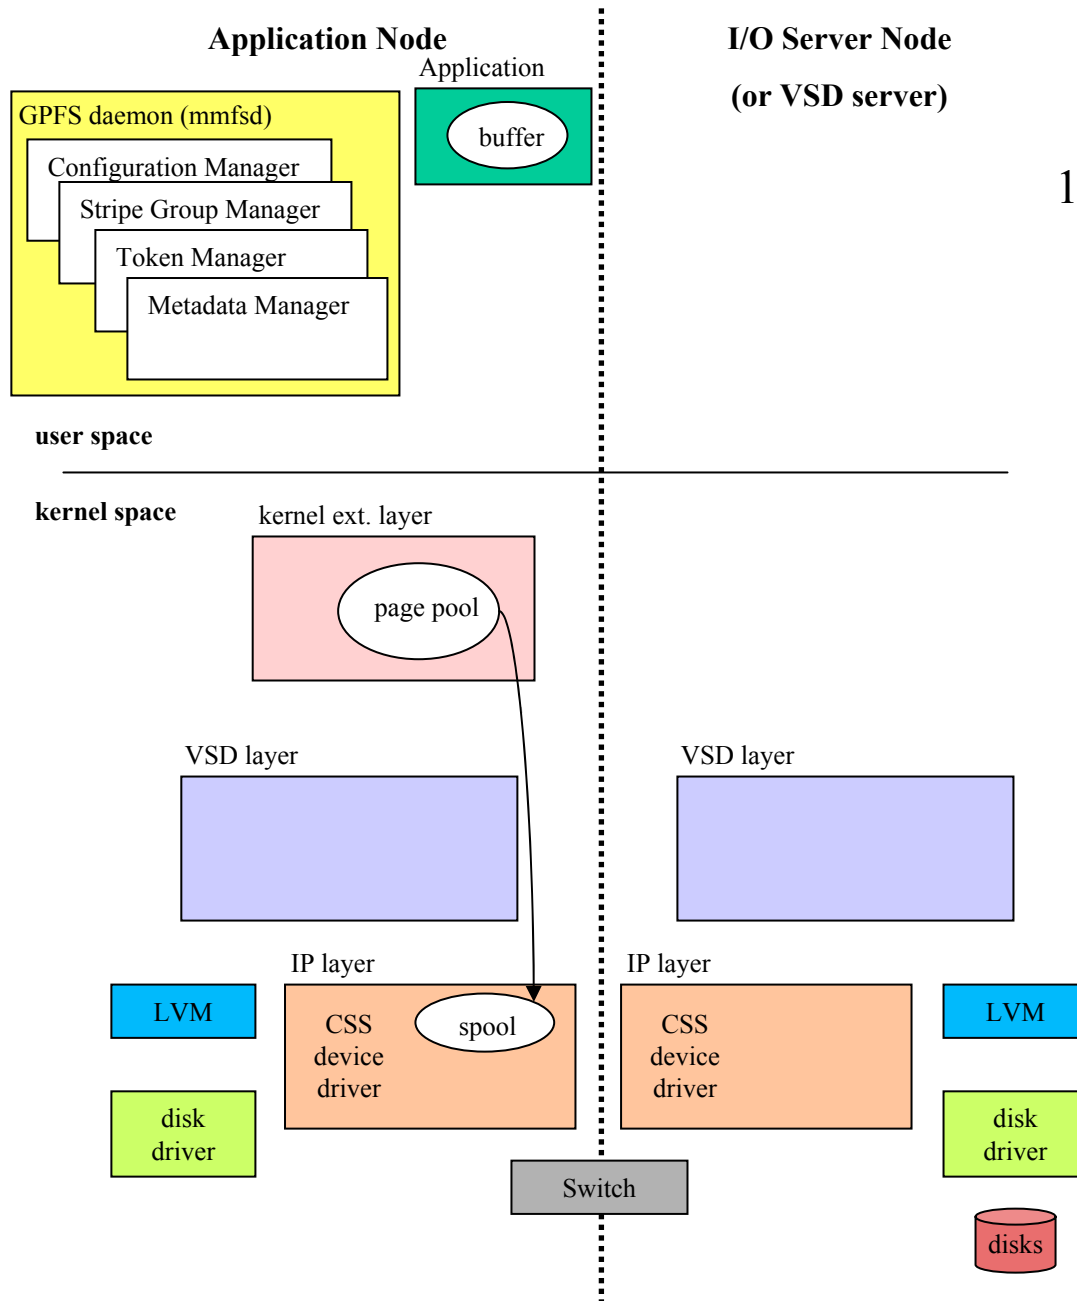 Application Node
I/O Server Node
(or VSD server)
Application
buffer
GPFS daemon (mmfsd)
Configuration Manager
Stripe Group Manager
Token Manager
Metadata Manager
1
user space
kernel space
kernel ext. layer
page pool
VSD layer
VSD layer
IP layer
IP layer
LVM
CSS
device
driver
spool
CSS
device
driver
LVM
disk
driver
disk
driver
Switch
disks